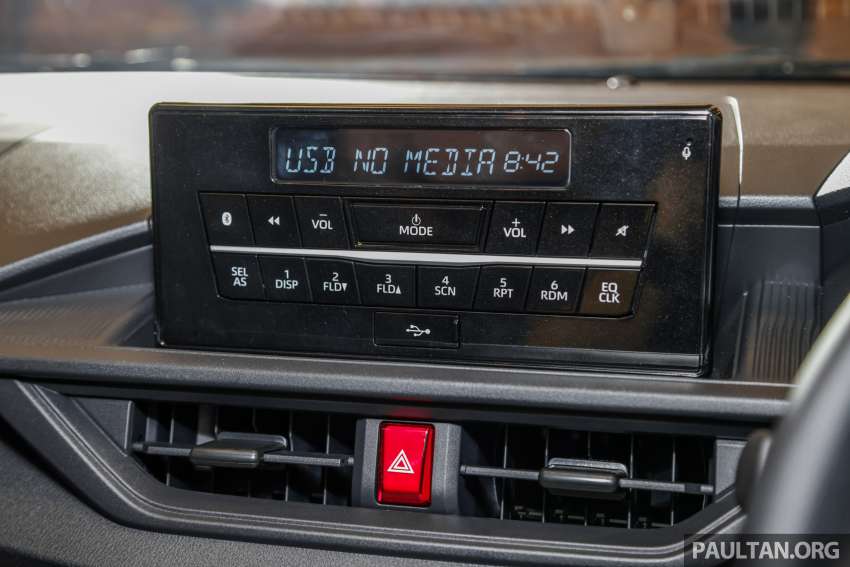 USB NO MEDIA 8:42
VOL MODE VOL
SEL AS 1 DISP 2 FLD▼ 3 FLD▲ 4 SCN 5 RPT 6 RDM EQ CLK
PAULTAN.ORG